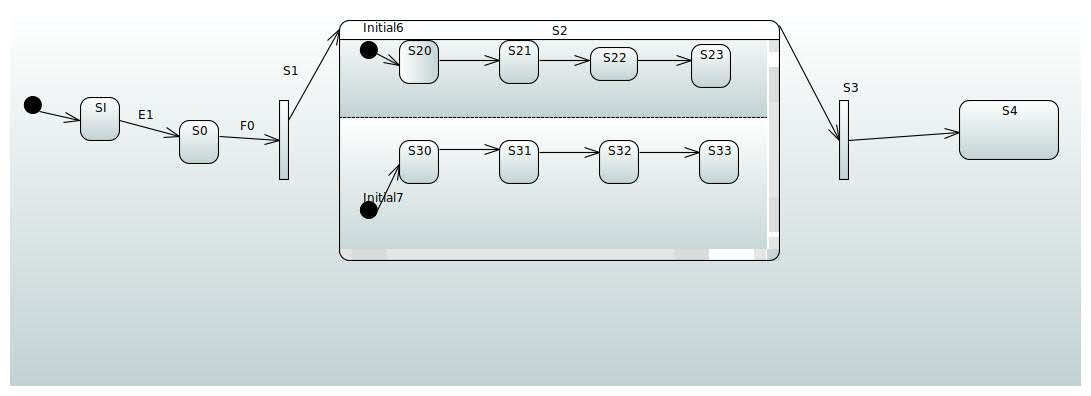 Initial6
S2
S20
S21
S22
S23
S1
S3
SI
E1
S0
F0
S4
S30
S31
S32
S33
Initial7